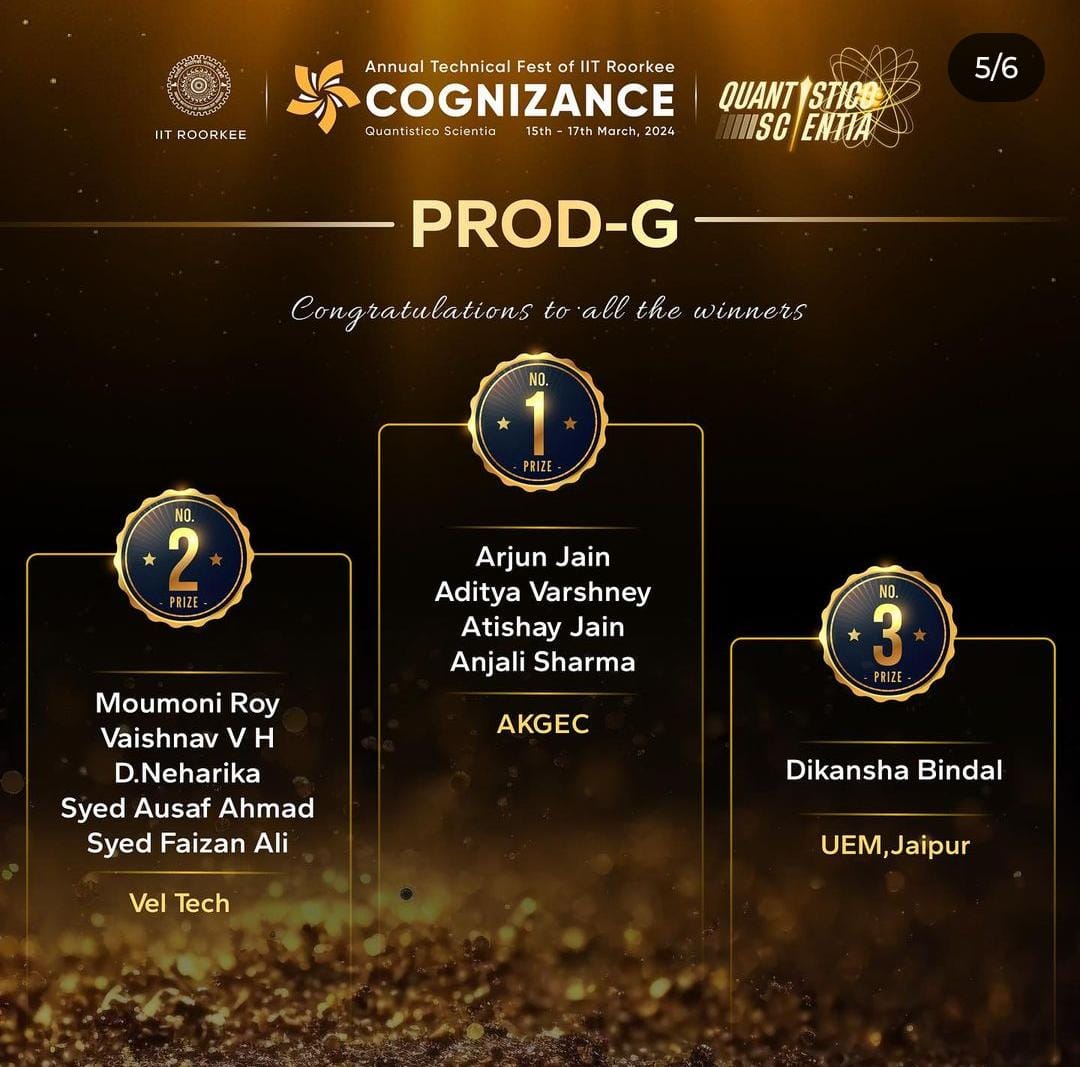 5/6
IIT ROORKEE
Annual Technical Fest of IIT Roorkee
COGNIZANCE
Quantistico Scientia 15th - 17th March, 2024
QUANTISTICO
SCIENTIA
PROD-G
Congratulations to all the winners
NO.
1
- PRIZE -
Arjun Jain
Aditya Varshney
Atishay Jain
Anjali Sharma
AKGEC
NO.
2
- PRIZE -
Moumoni Roy
Vaishnav V H
D.Neharika
Syed Ausaf Ahmad
Syed Faizan Ali
Vel Tech
NO.
3
- PRIZE -
Dikansha Bindal
UEM,Jaipur